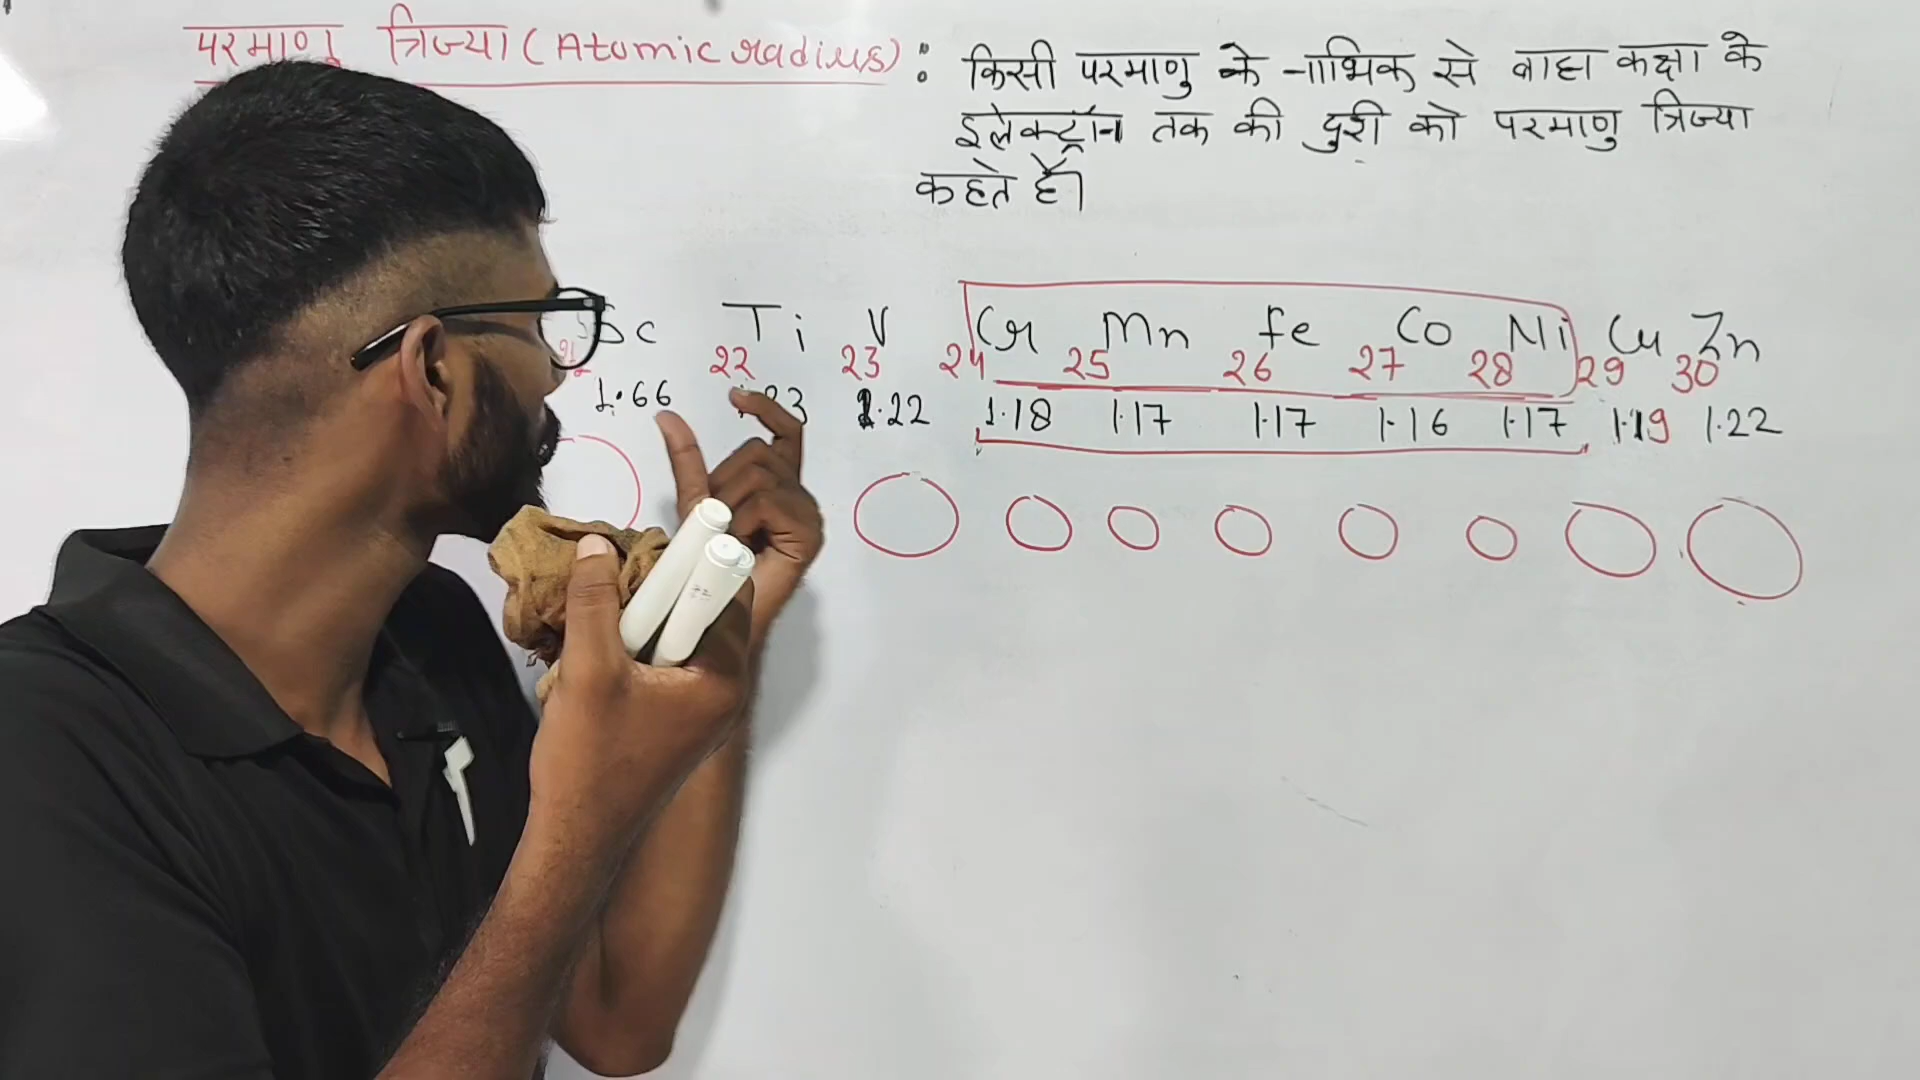 परमाणु त्रिज्या (Atomic radius) : किसी परमाणु के नाभिक से बाह्य कक्षा के
इलेक्ट्रॉन तक की दुरी को परमाणु त्रिज्या
कहते हैं।
Sc Ti V Cr Mn Fe Co Ni Cu Zn
21 22 23 24 25 26 27 28 29 30
1.66 1.22 1.18 1.17 1.17 1.16 1.17 1.19 1.22